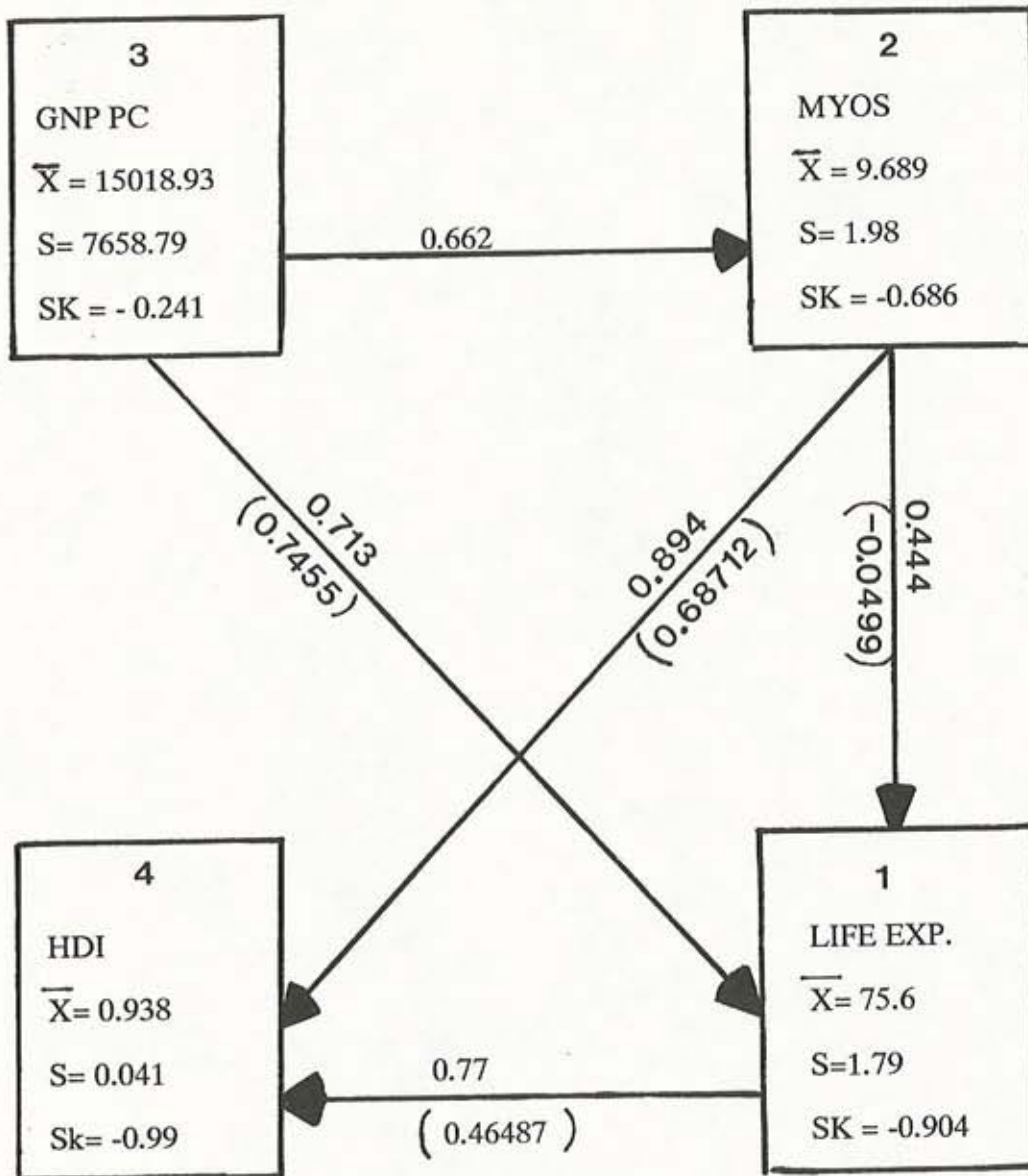 3
GNP PC
X̄ = 15018.93
S= 7658.79
SK = - 0.241
2
MYOS
X̄ = 9.689
S= 1.98
SK = -0.686
0.662
0.713
(0.7455)
0.894
(0.68712)
0.444
(-0.0499)
4
HDI
X̄= 0.938
S= 0.041
Sk= -0.99
1
LIFE EXP.
X̄= 75.6
S=1.79
SK = -0.904
0.77
( 0.46487 )